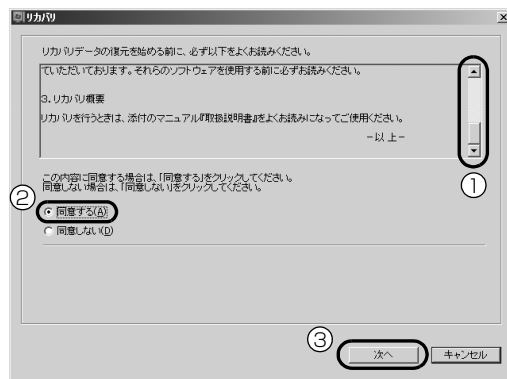 リカバリ
リカバリデータの復元を始める前に、必ず以下をよくお読みください。
ていただいております。それらのソフトウェアを使用する前に必ずお読みください。
3. リカバリ概要
リカバリを行うときは、添付のマニュアル『取扱説明書』をよくお読みになってご使用ください。
－以上－
①
この内容に同意する場合は、「同意する」をクリックしてください。
同意しない場合は、「同意しない」をクリックしてください。
②
同意する(A)
同意しない(D)
③
次へ
キャンセル